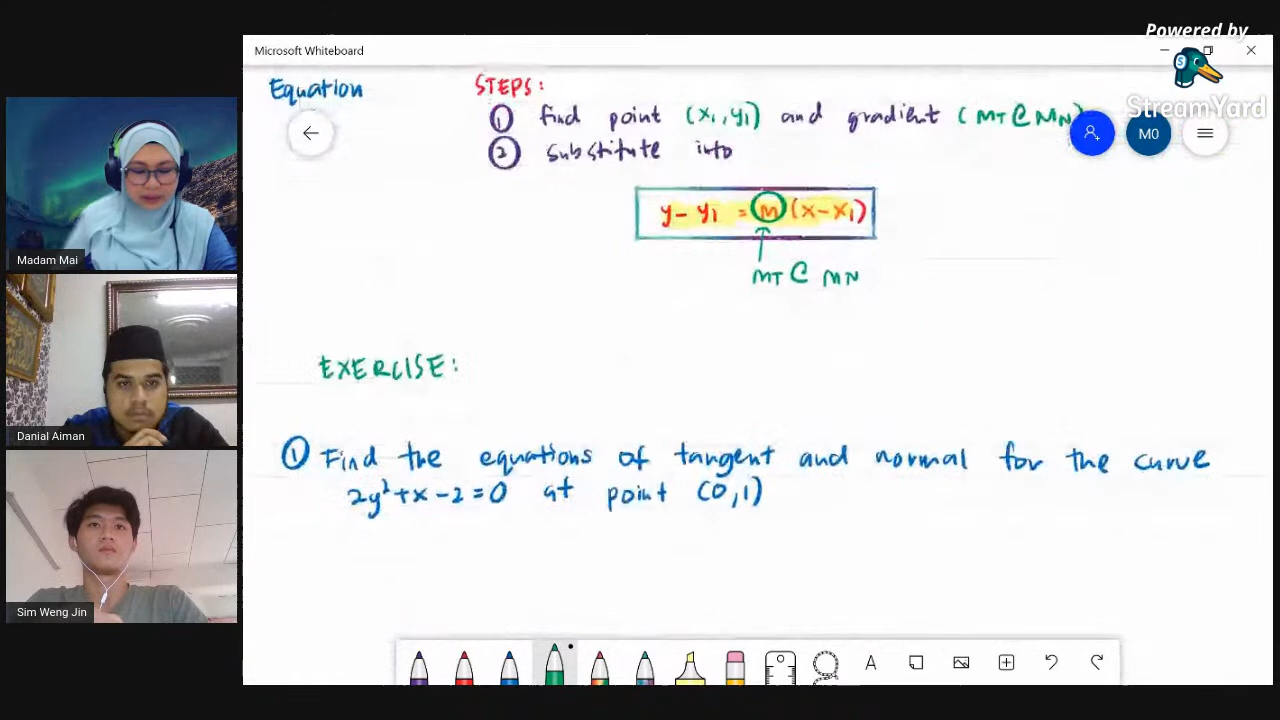 Powered by
StreamYard
Microsoft Whiteboard
Equation
STEPS:
① find point (x₁,y₁) and gradient (MT @ MN)
② substitute into
y - y₁ = m (x - x₁)
MT @ MN
EXERCISE:
① Find the equations of tangent and normal for the curve
2y² + x - 2 = 0 at point (0,1)
M0
Madam Mai
Danial Aiman
Sim Weng Jin
A